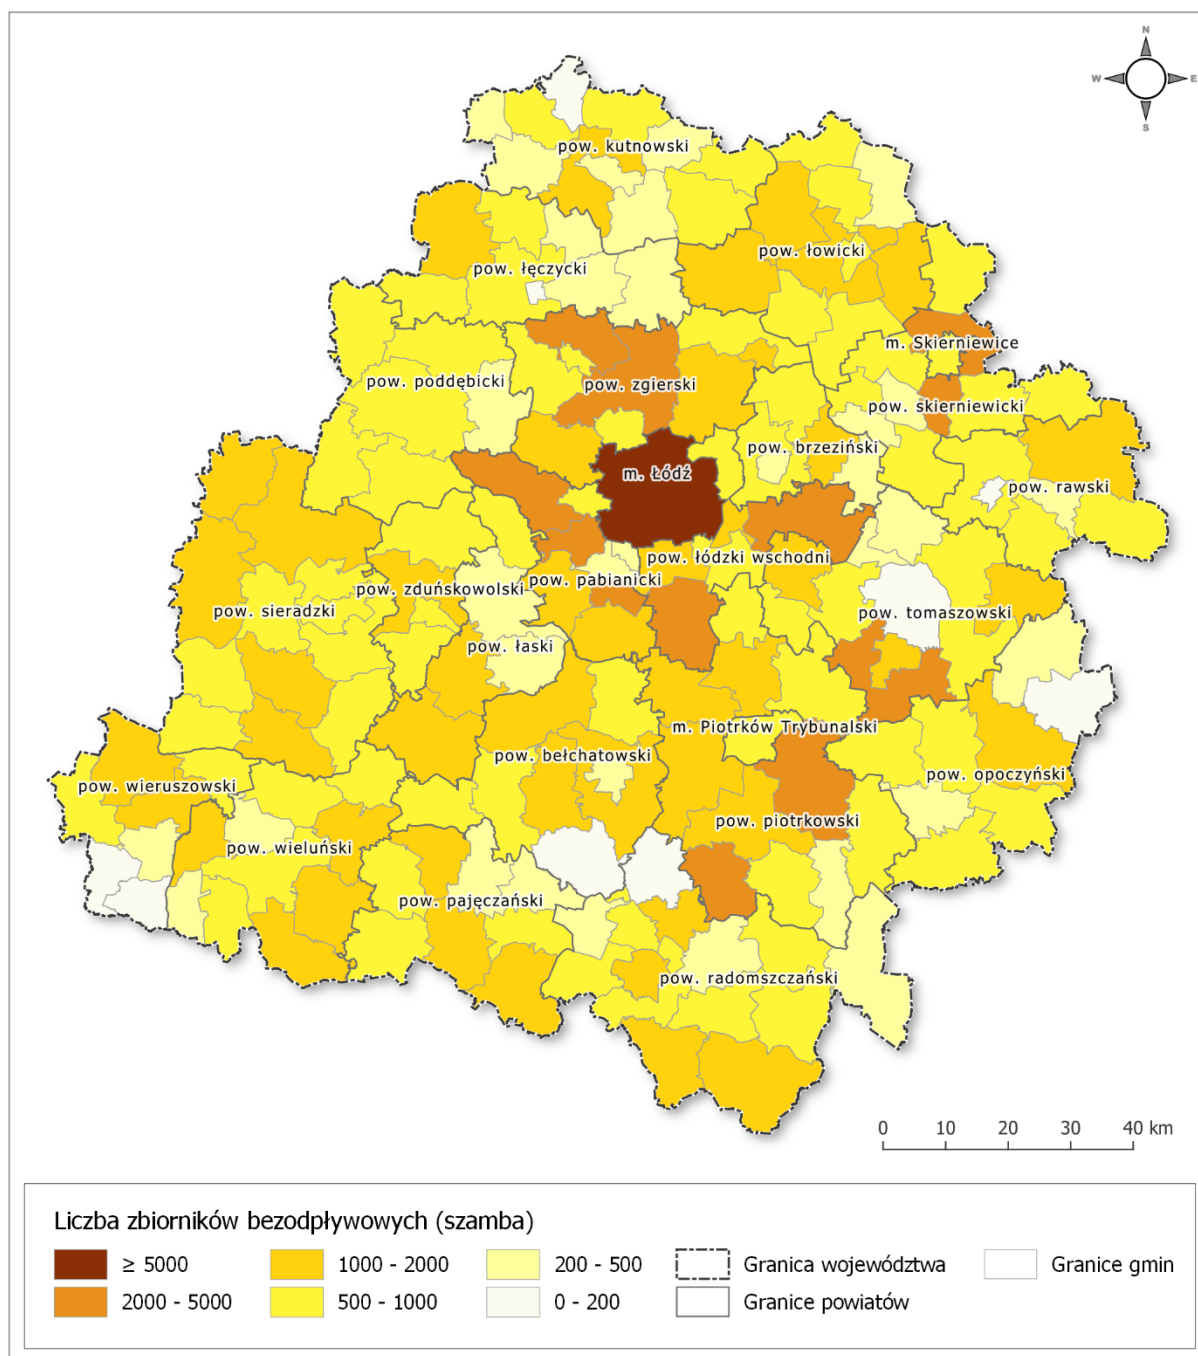 N
W E
S
pow. kutnowski
pow. łowicki
pow. łęczycki
m. Skierniewice
pow. poddębicki
pow. zgierski
pow. skierniewicki
pow. brzeziński
m. Łódź
pow. rawski
pow. łódzki wschodni
pow. pabianicki
pow. zduńskowolski
pow. sieradzki
pow. tomaszowski
pow. łaski
m. Piotrków Trybunalski
pow. bełchatowski
pow. opoczyński
pow. wieruszowski
pow. piotrkowski
pow. wieluński
pow. pajęczański
pow. radomszczański
0 10 20 30 40 km
Liczba zbiorników bezodpływowych (szamba)
≥ 5000 1000 - 2000 200 - 500 Granica województwa Granice gmin
2000 - 5000 500 - 1000 0 - 200 Granice powiatów